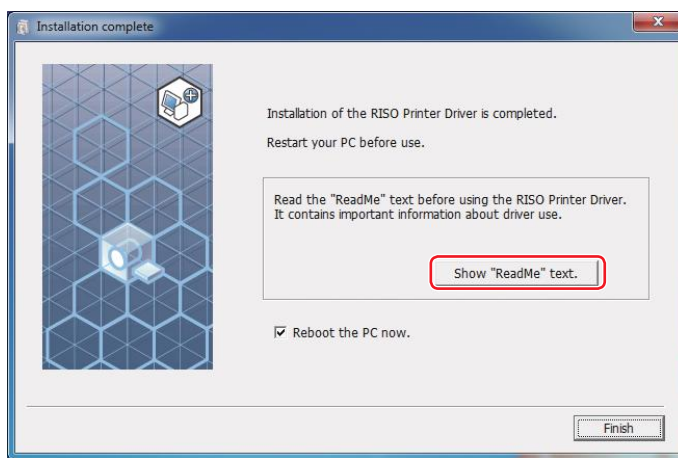 Installation complete
Installation of the RISO Printer Driver is completed.
Restart your PC before use.
Read the "ReadMe" text before using the RISO Printer Driver.
It contains important information about driver use.
Show "ReadMe" text.
Reboot the PC now.
Finish